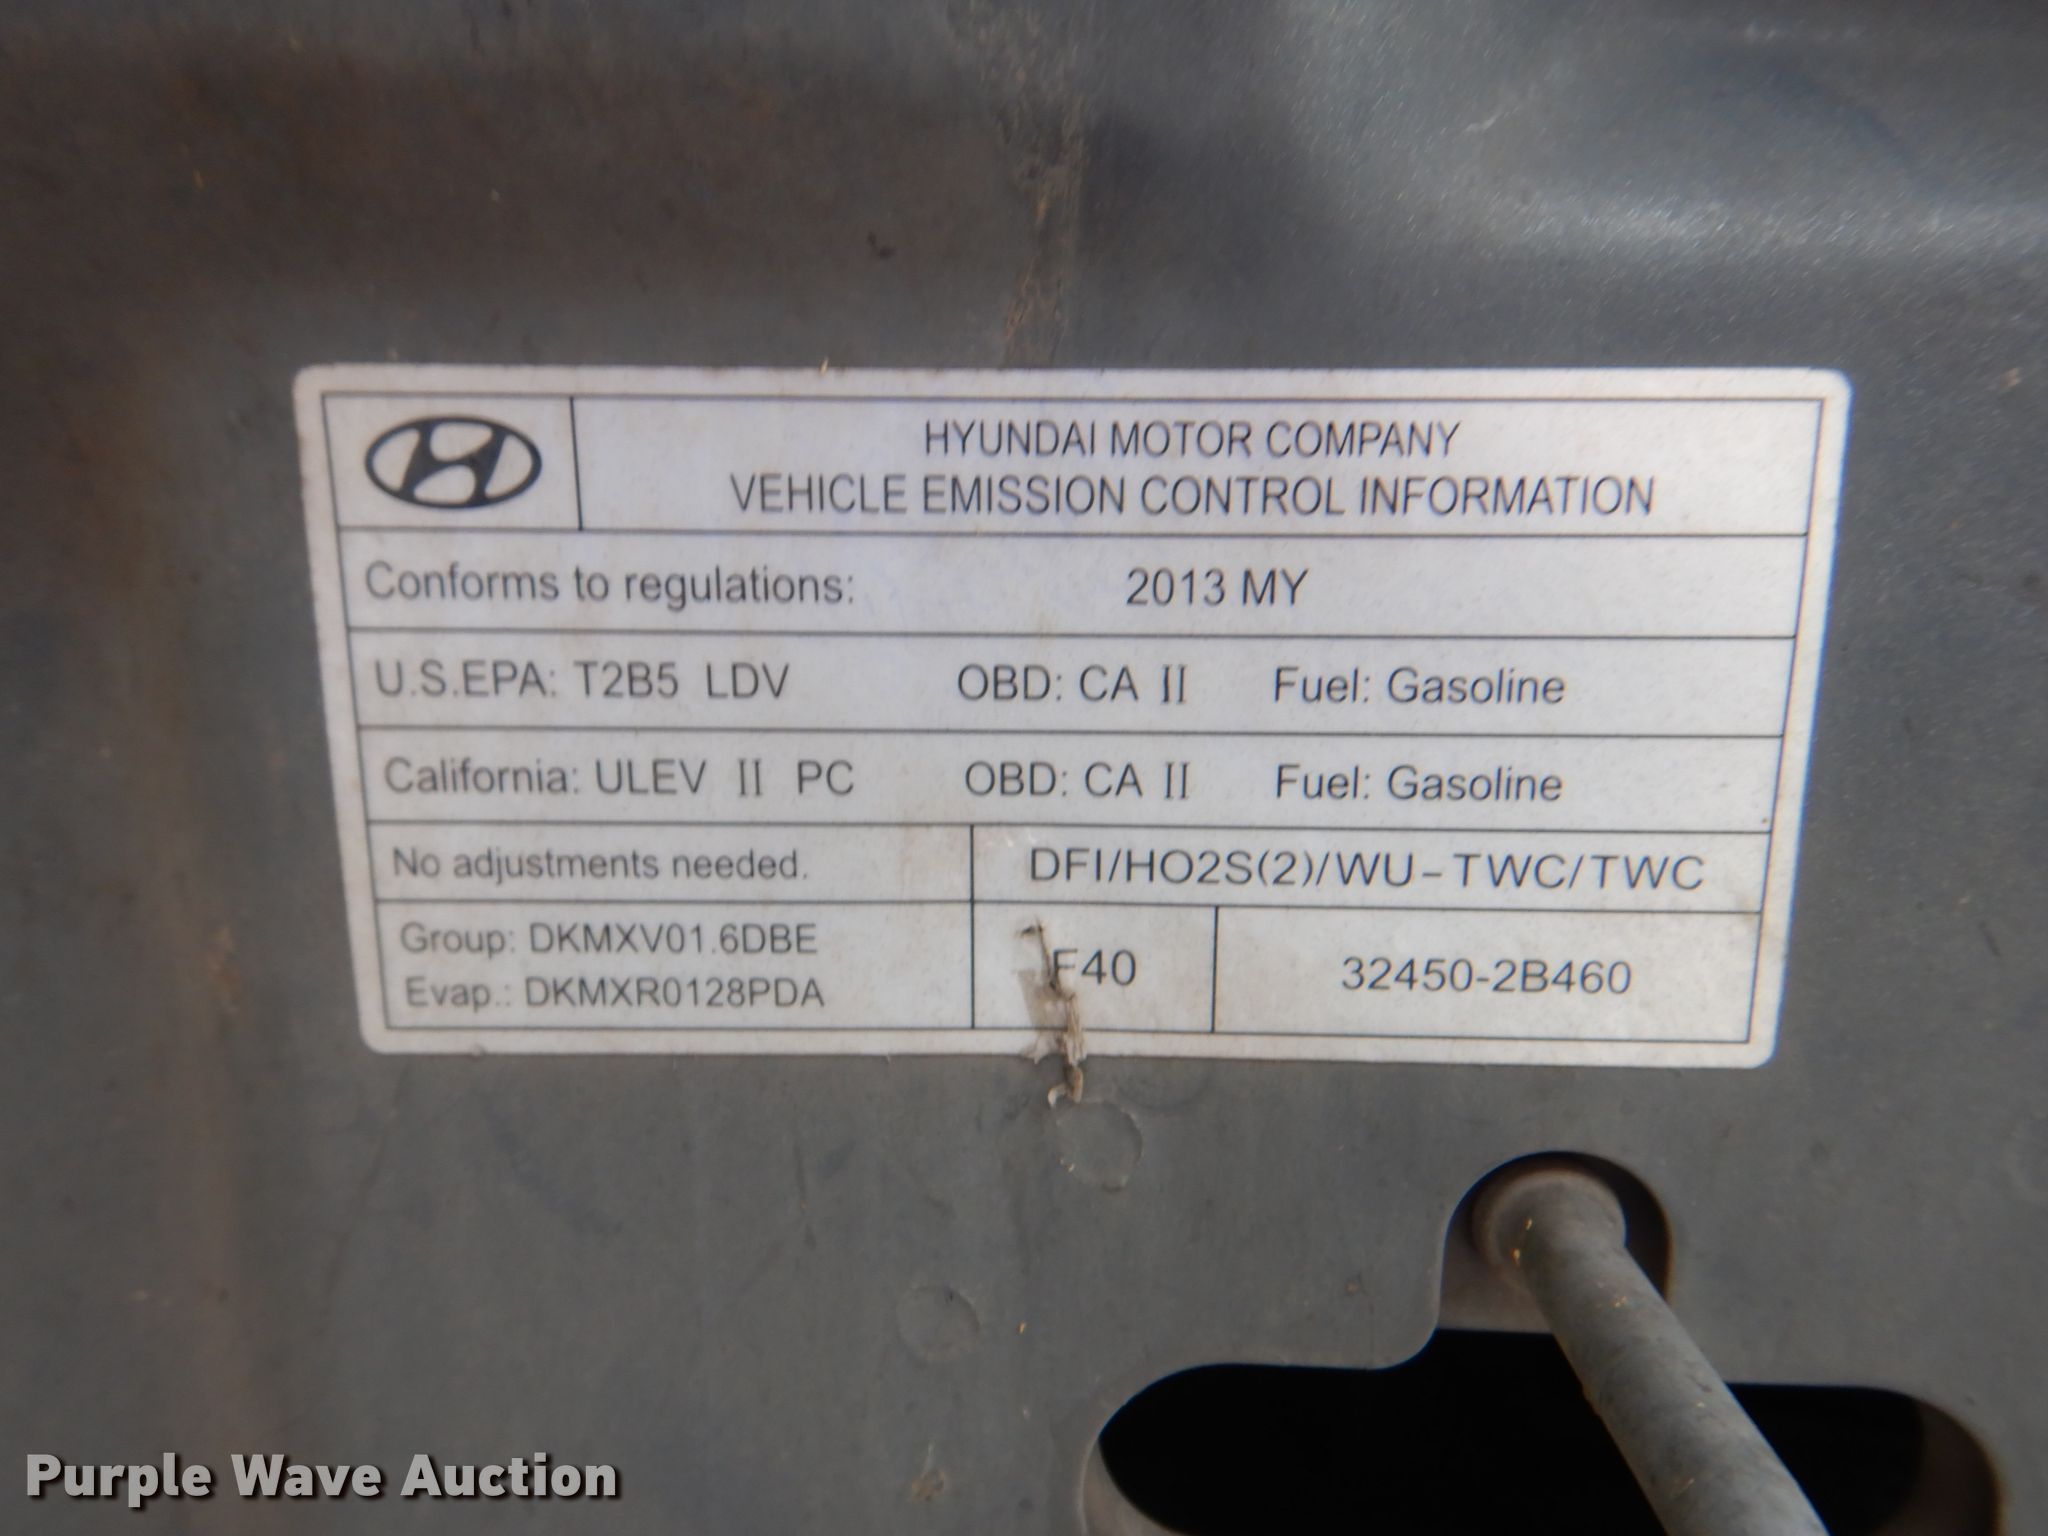 HYUNDAI MOTOR COMPANY
VEHICLE EMISSION CONTROL INFORMATION
Conforms to regulations: 2013 MY
U.S.EPA: T2B5 LDV OBD: CA II Fuel: Gasoline
California: ULEV II PC OBD: CA II Fuel: Gasoline
No adjustments needed. DFI/HO2S(2)/WU-TWC/TWC
Group: DKMXV01.6DBE
Evap.: DKMXR0128PDA
F40
32450-2B460
Purple Wave Auction